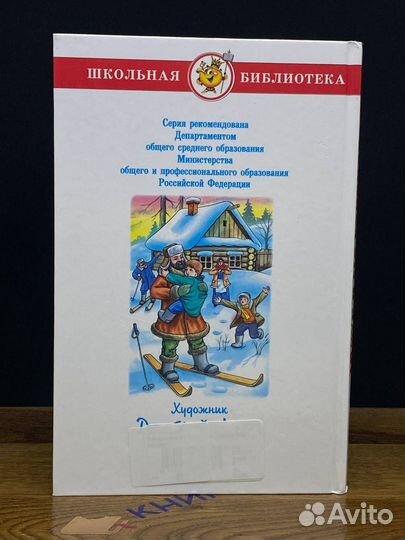 ШКОЛЬНАЯ БИБЛИОТЕКА
Серия рекомендована
Департаментом
общего среднего образования
Министерства
общего и профессионального образования
Российской Федерации
Художник
Avito